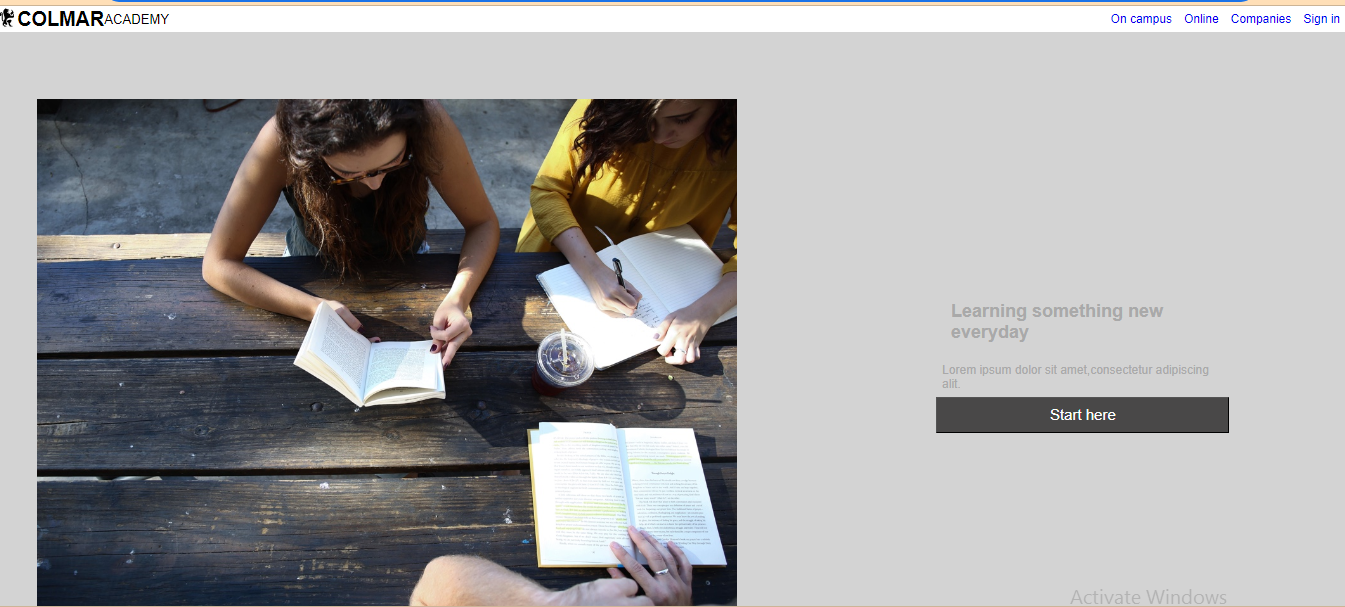 COLMARACADEMY
On campus Online Companies Sign in
Learning something new
everyday
Lorem ipsum dolor sit amet,consectetur adipiscing
alit.
Start here
Activate Windows